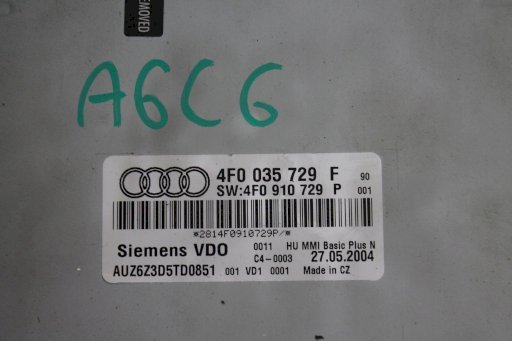 REMOVED
A6C6
4F0 035 729 F 90
SW:4F0 910 729 P 001
*2814F0910729P/*
Siemens VDO 0011 HU MMI Basic Plus N
C4-0003 27.05.2004
AUZ6Z3D5TD0851 001 VD1 0001 Made in CZ